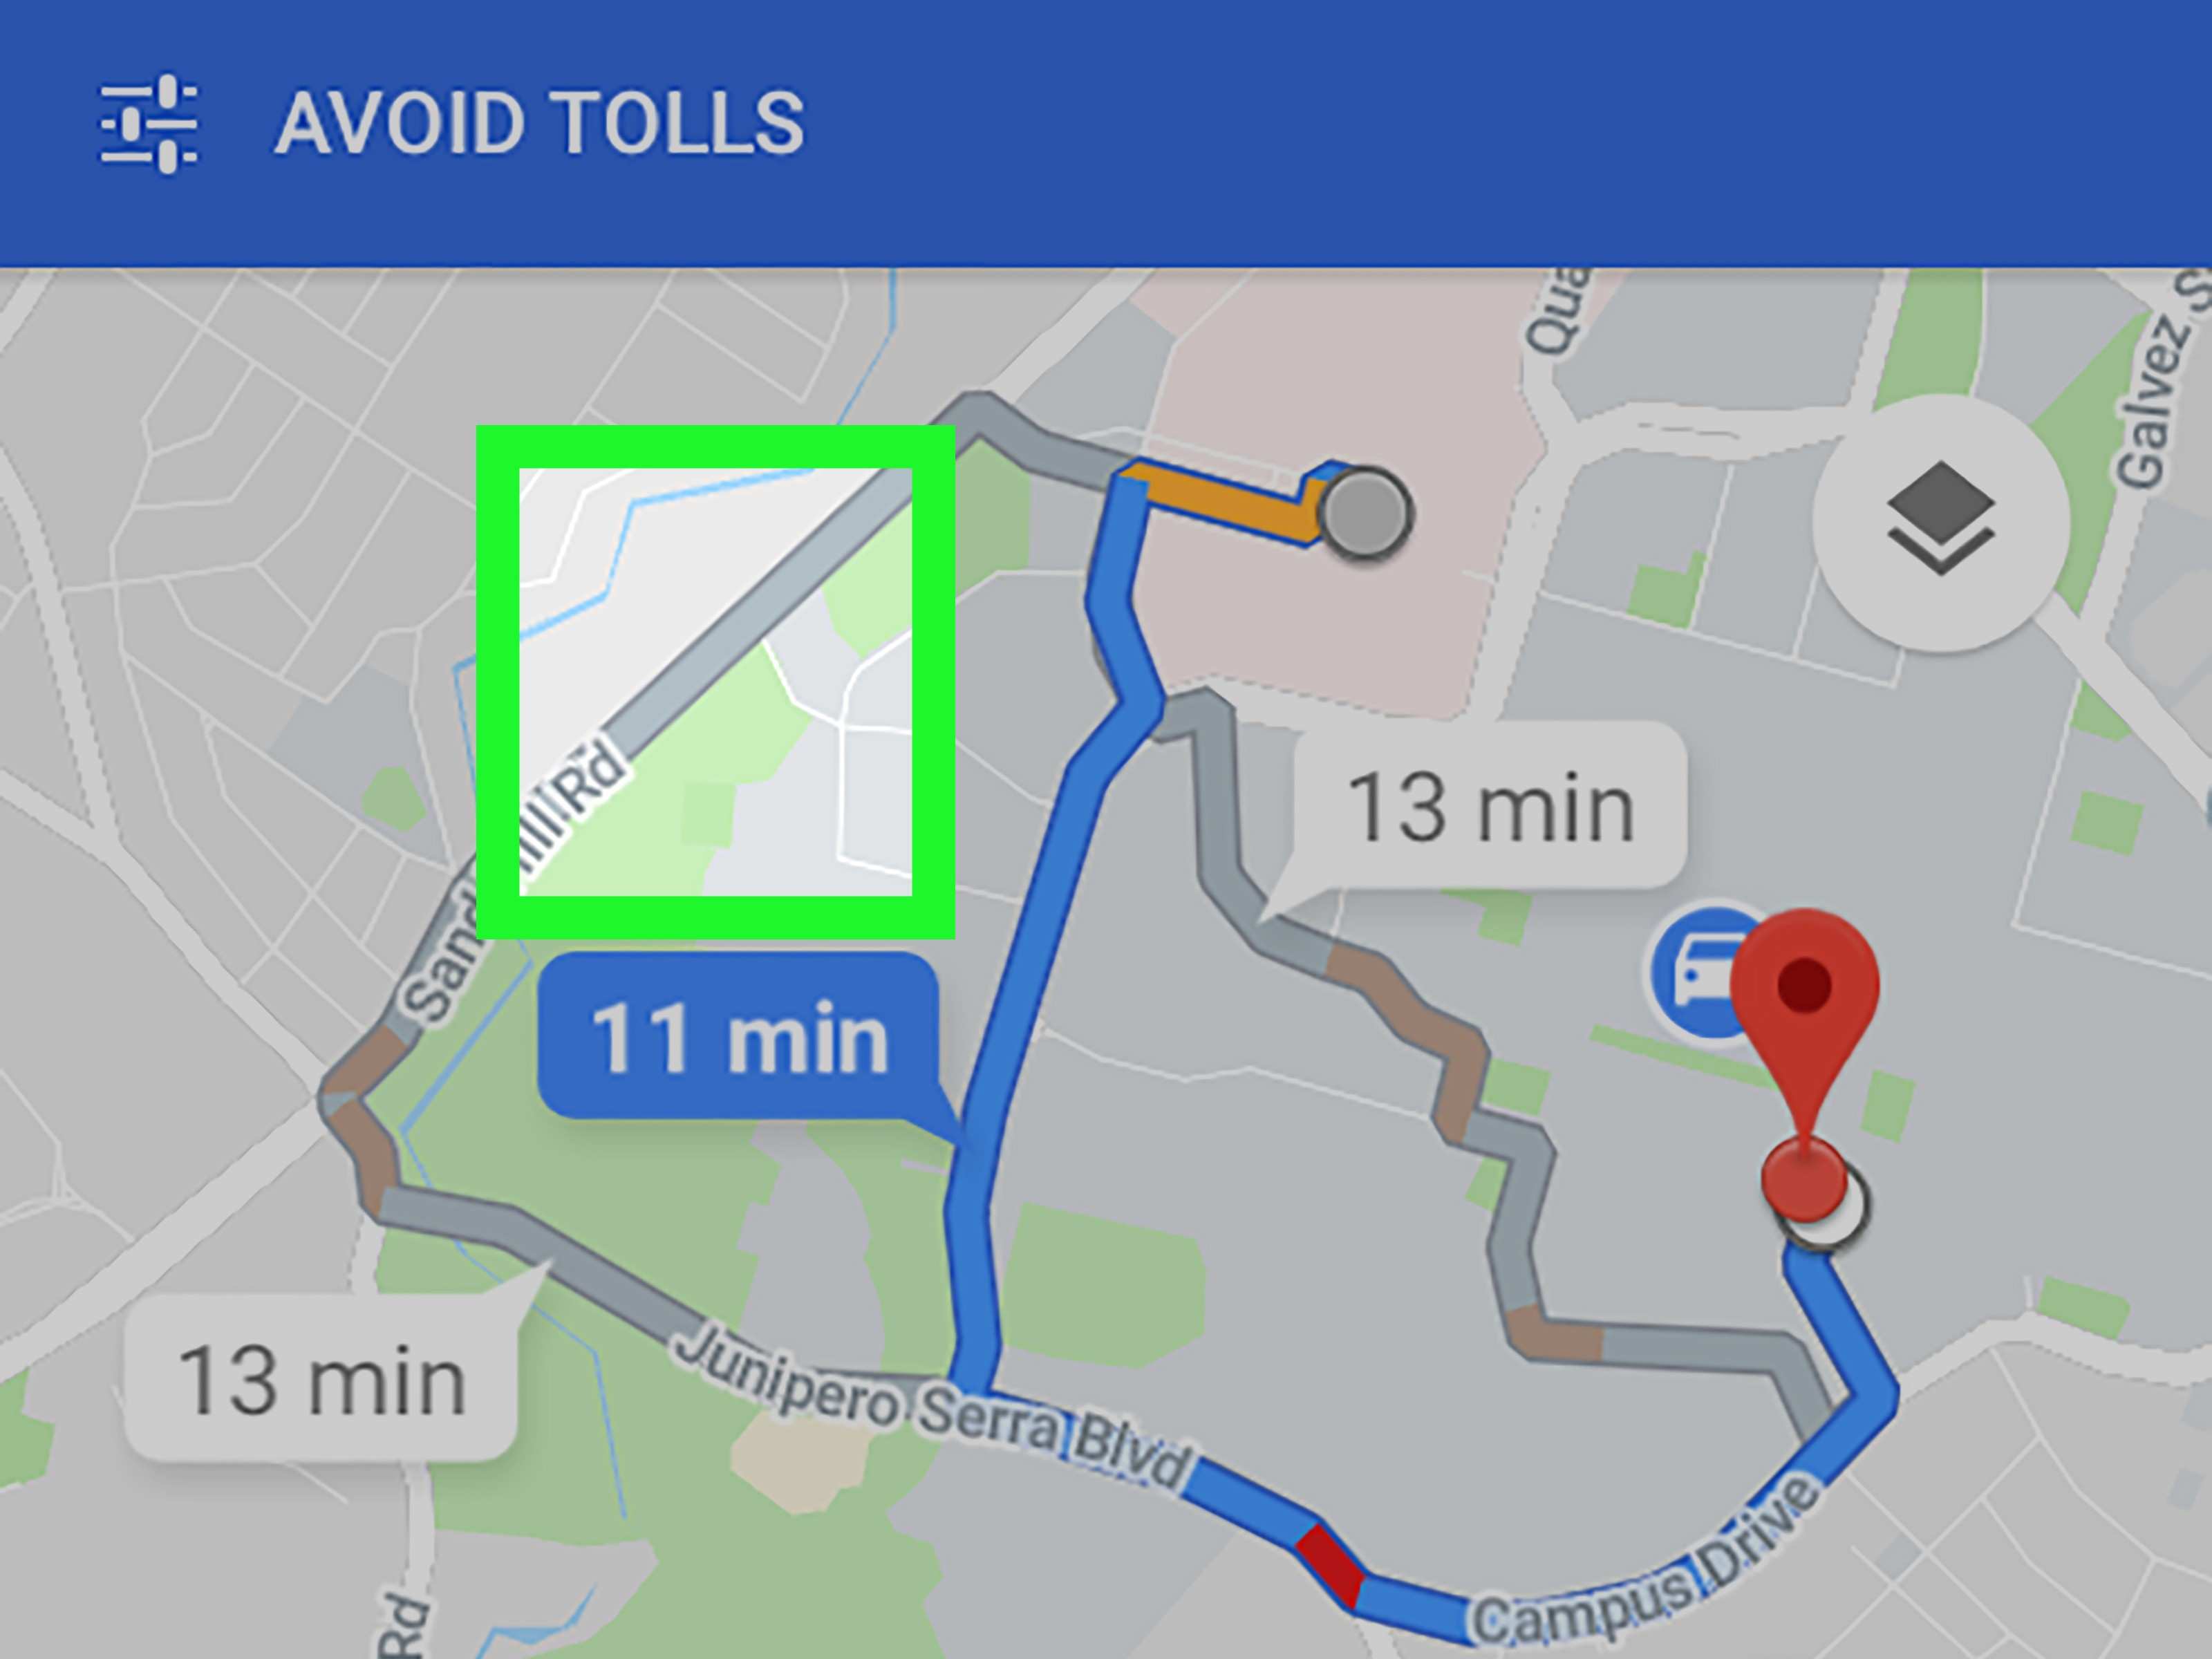 AVOID TOLLS
Qua
Galvez S
13 min
Sand Hill Rd
11 min
13 min
Junipero Serra Blvd
Campus Drive
Rd